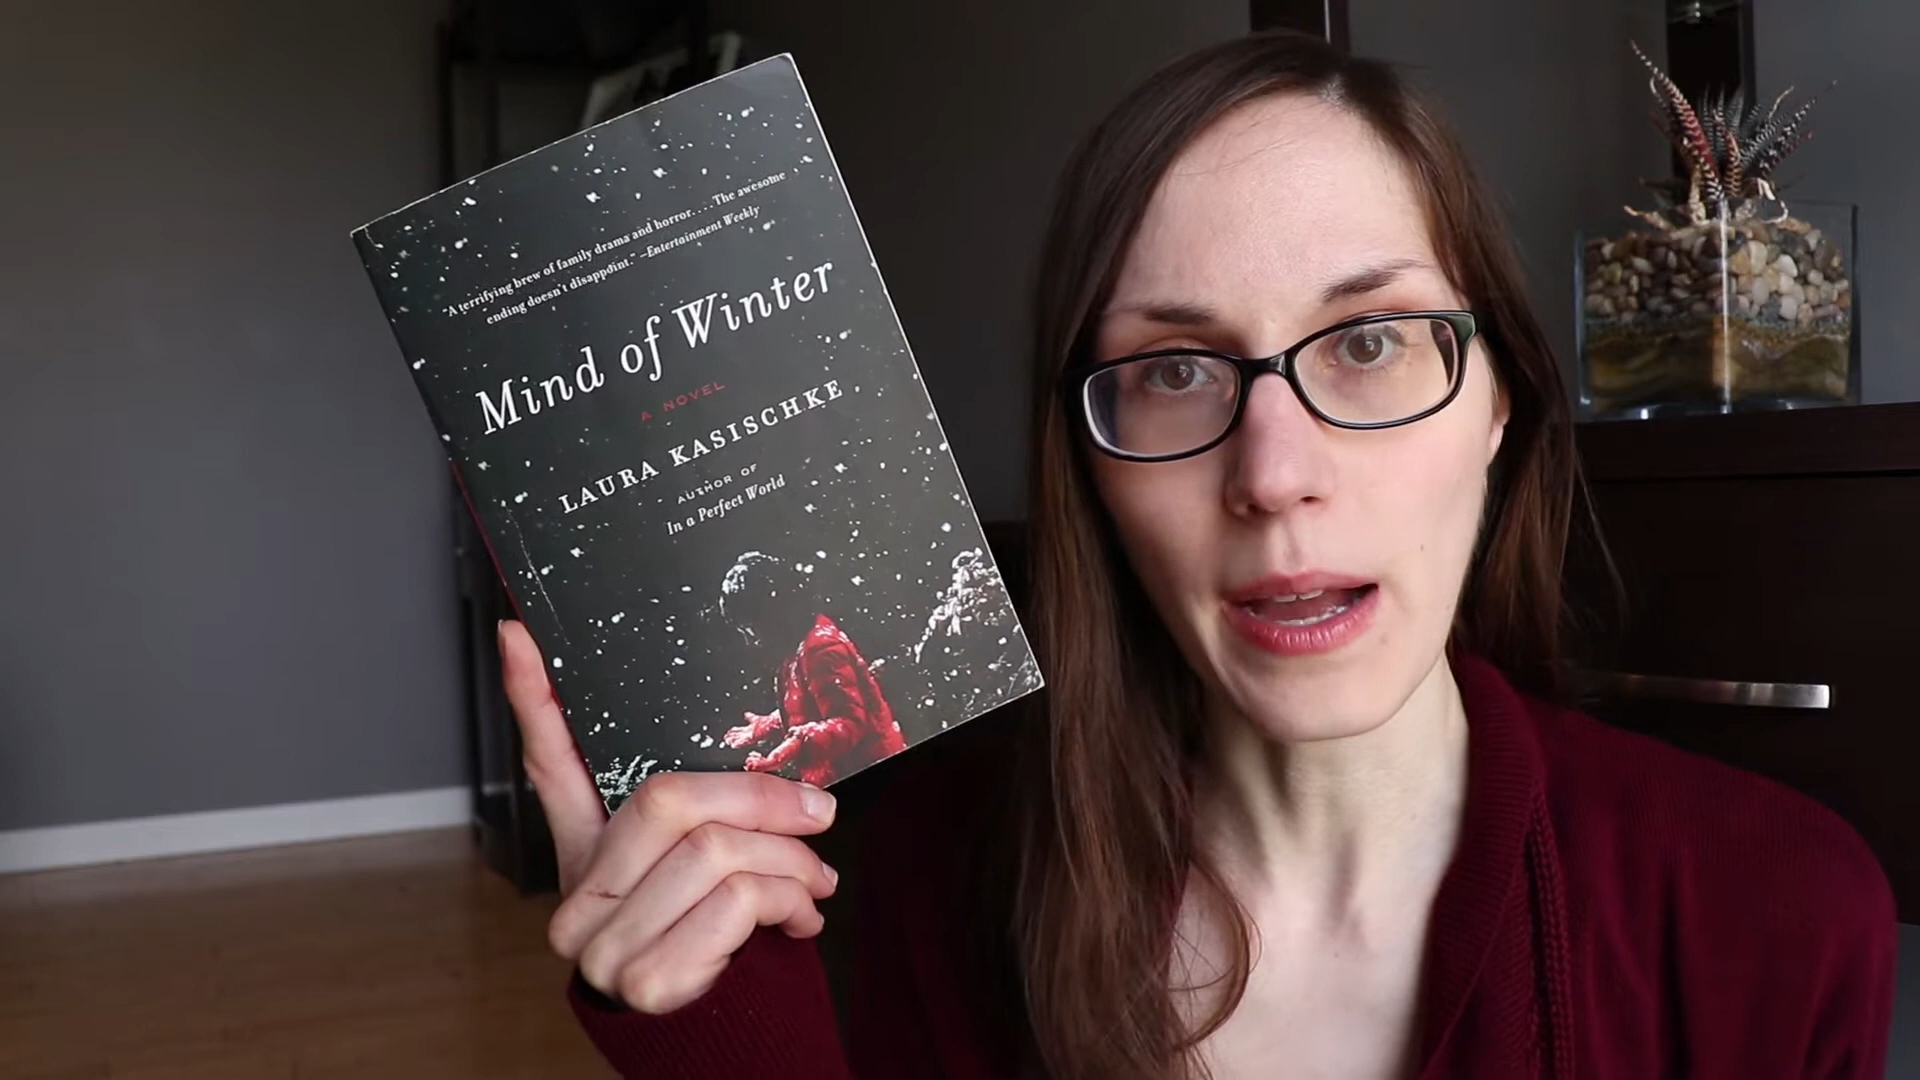 "A terrifying brew of family drama and horror. . . . The awesome
ending doesn't disappoint." —Entertainment Weekly
Mind of Winter
A NOVEL
LAURA KASISCHKE
AUTHOR OF
In a Perfect World